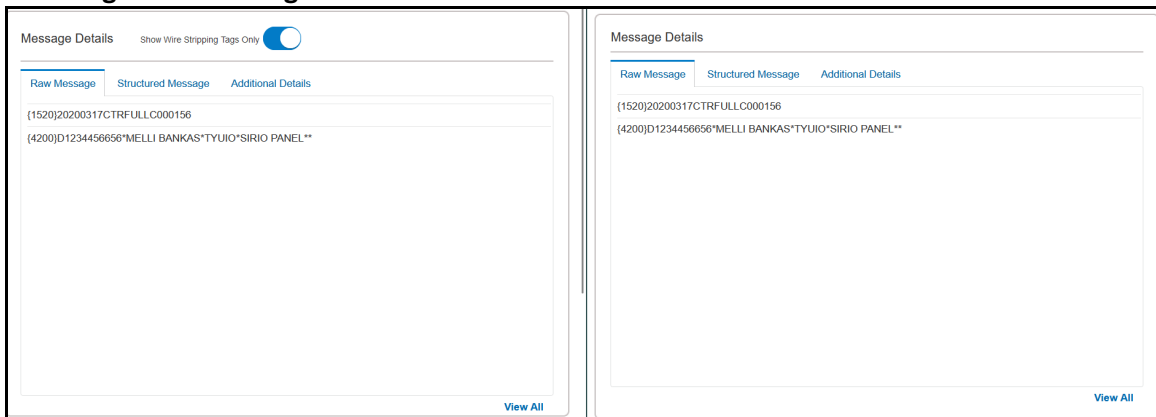 Message Details Show Wire Stripping Tags Only
Raw Message Structured Message Additional Details
{1520}20200317CTRFULLC000156
{4200}D1234456656*MELLI BANKAS*TYUIO*SIRIO PANEL**
View All
Message Details
Raw Message Structured Message Additional Details
{1520}20200317CTRFULLC000156
{4200}D1234456656*MELLI BANKAS*TYUIO*SIRIO PANEL**
View All